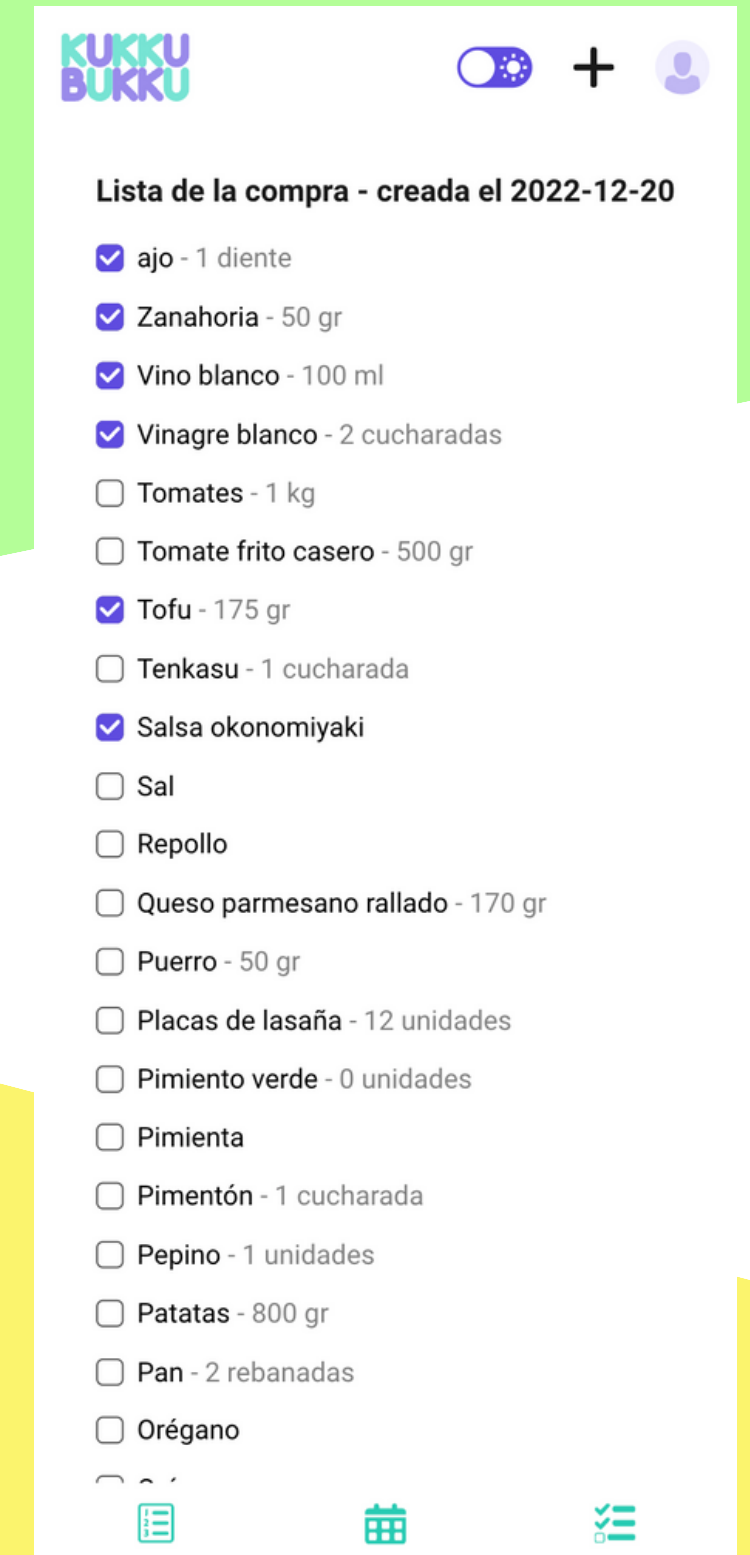 KUKKU
BUKKU
Lista de la compra - creada el 2022-12-20
ajo - 1 diente
Zanahoria - 50 gr
Vino blanco - 100 ml
Vinagre blanco - 2 cucharadas
Tomates - 1 kg
Tomate frito casero - 500 gr
Tofu - 175 gr
Tenkasu - 1 cucharada
Salsa okonomiyaki
Sal
Repollo
Queso parmesano rallado - 170 gr
Puerro - 50 gr
Placas de lasaña - 12 unidades
Pimiento verde - 0 unidades
Pimienta
Pimentón - 1 cucharada
Pepino - 1 unidades
Patatas - 800 gr
Pan - 2 rebanadas
Orégano